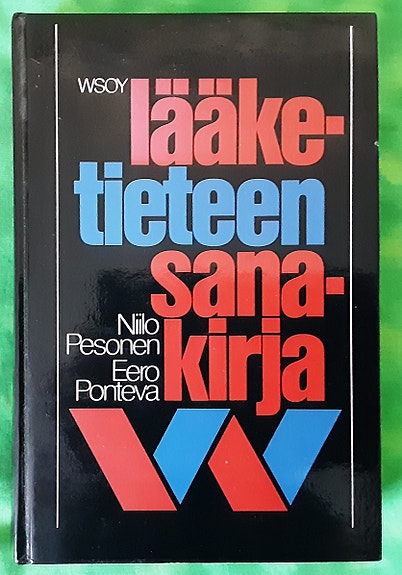 WSOY
lääke-
tieteen
sana-
kirja
Niilo
Pesonen
Eero
Ponteva